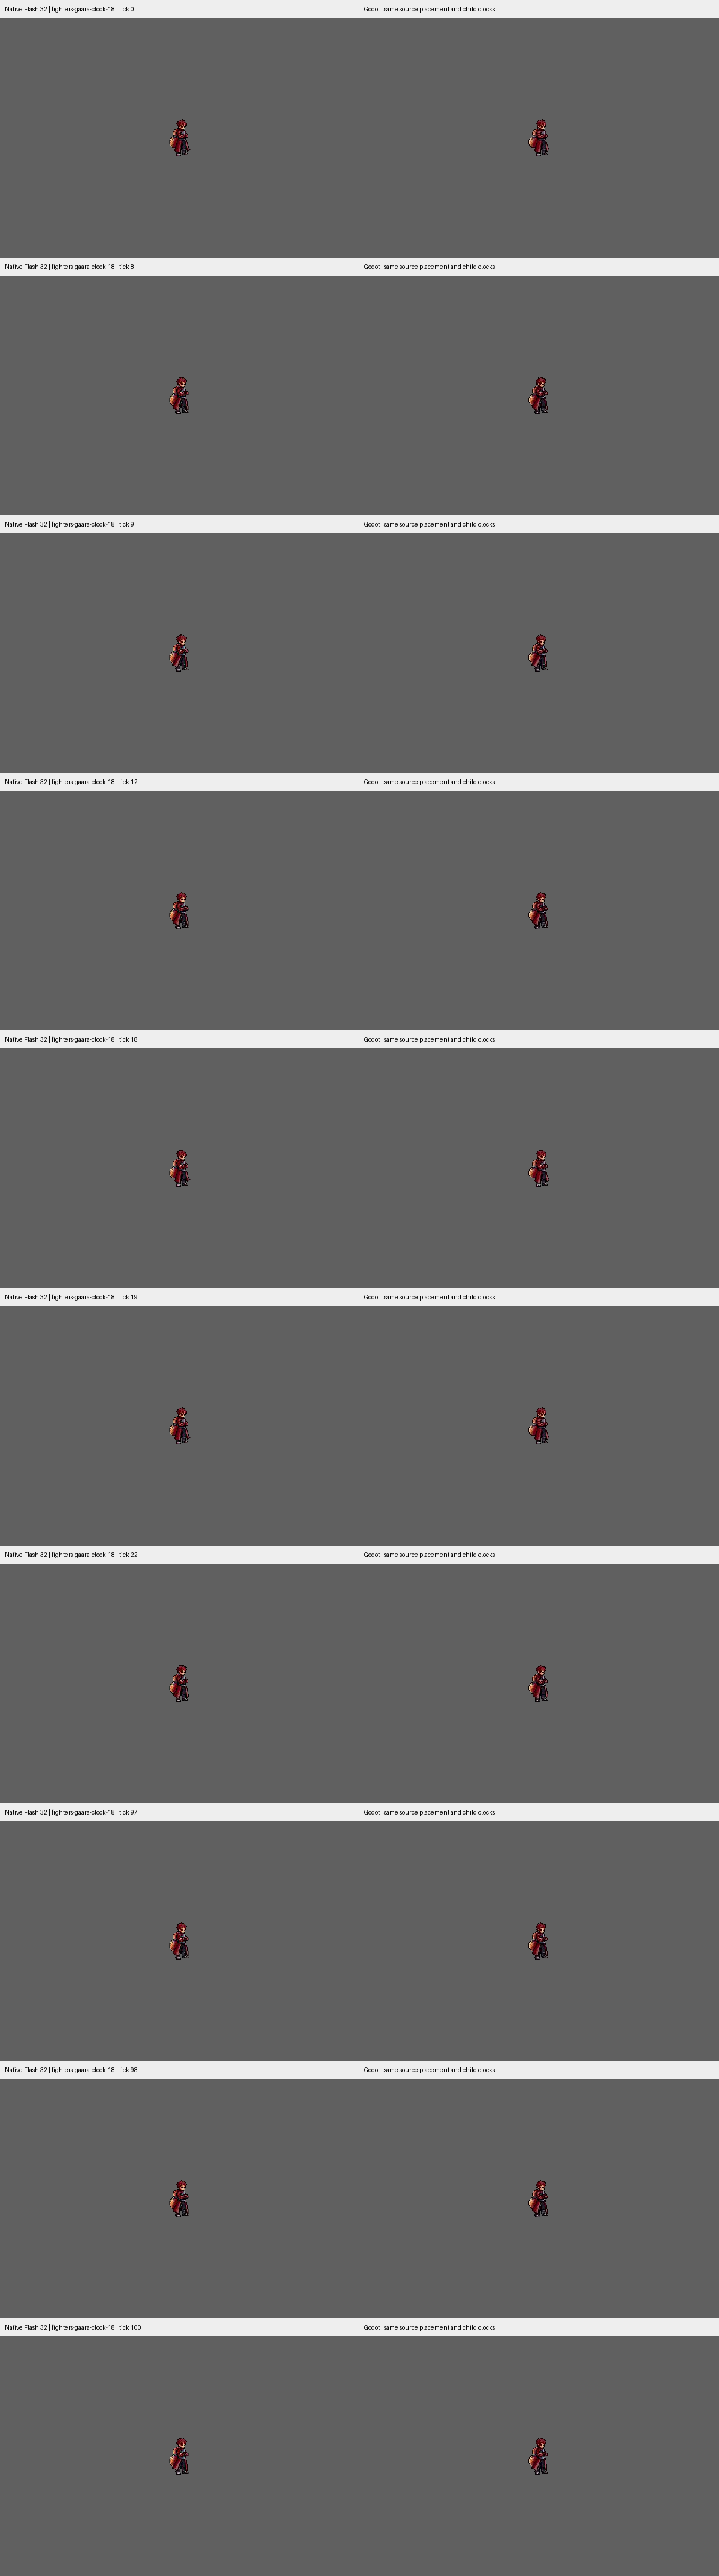 Native Flash 32 | fighters-gaara-clock-18 | tick 0
Godot | same source placement and child clocks
Native Flash 32 | fighters-gaara-clock-18 | tick 8
Godot | same source placement and child clocks
Native Flash 32 | fighters-gaara-clock-18 | tick 9
Godot | same source placement and child clocks
Native Flash 32 | fighters-gaara-clock-18 | tick 12
Godot | same source placement and child clocks
Native Flash 32 | fighters-gaara-clock-18 | tick 18
Godot | same source placement and child clocks
Native Flash 32 | fighters-gaara-clock-18 | tick 19
Godot | same source placement and child clocks
Native Flash 32 | fighters-gaara-clock-18 | tick 22
Godot | same source placement and child clocks
Native Flash 32 | fighters-gaara-clock-18 | tick 97
Godot | same source placement and child clocks
Native Flash 32 | fighters-gaara-clock-18 | tick 98
Godot | same source placement and child clocks
Native Flash 32 | fighters-gaara-clock-18 | tick 100
Godot | same source placement and child clocks